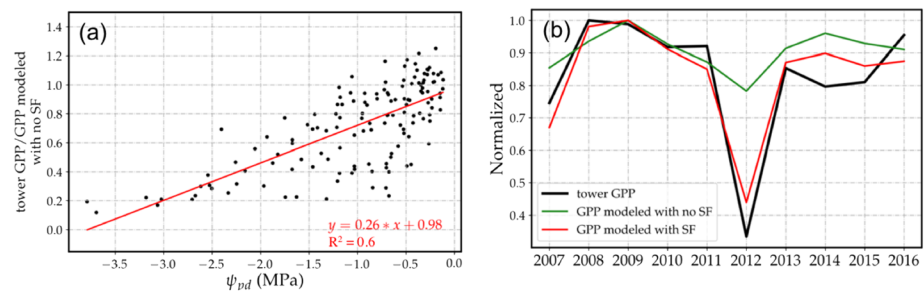 (a)
tower GPP/GPP modeled
with no SF
1.4
1.2
1.0
0.8
0.6
0.4
0.2
0.0
y = 0.26 * x + 0.98
R² = 0.6
−3.5 −3.0 −2.5 −2.0 −1.5 −1.0 −0.5 0.0
ψpd (MPa)
(b)
Normalized
1.0
0.9
0.8
0.7
0.6
0.5
0.4
tower GPP
GPP modeled with no SF
GPP modeled with SF
2007 2008 2009 2010 2011 2012 2013 2014 2015 2016